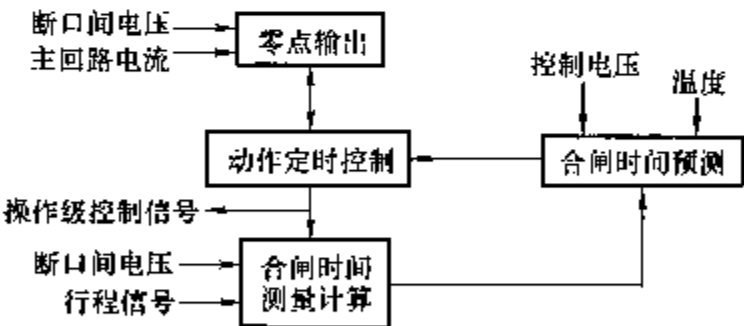 断口间电压
主回路电流
零点输出
控制电压
温度
动作定时控制
合闸时间预测
操作级控制信号
断口间电压
行程信号
合闸时间
测量计算